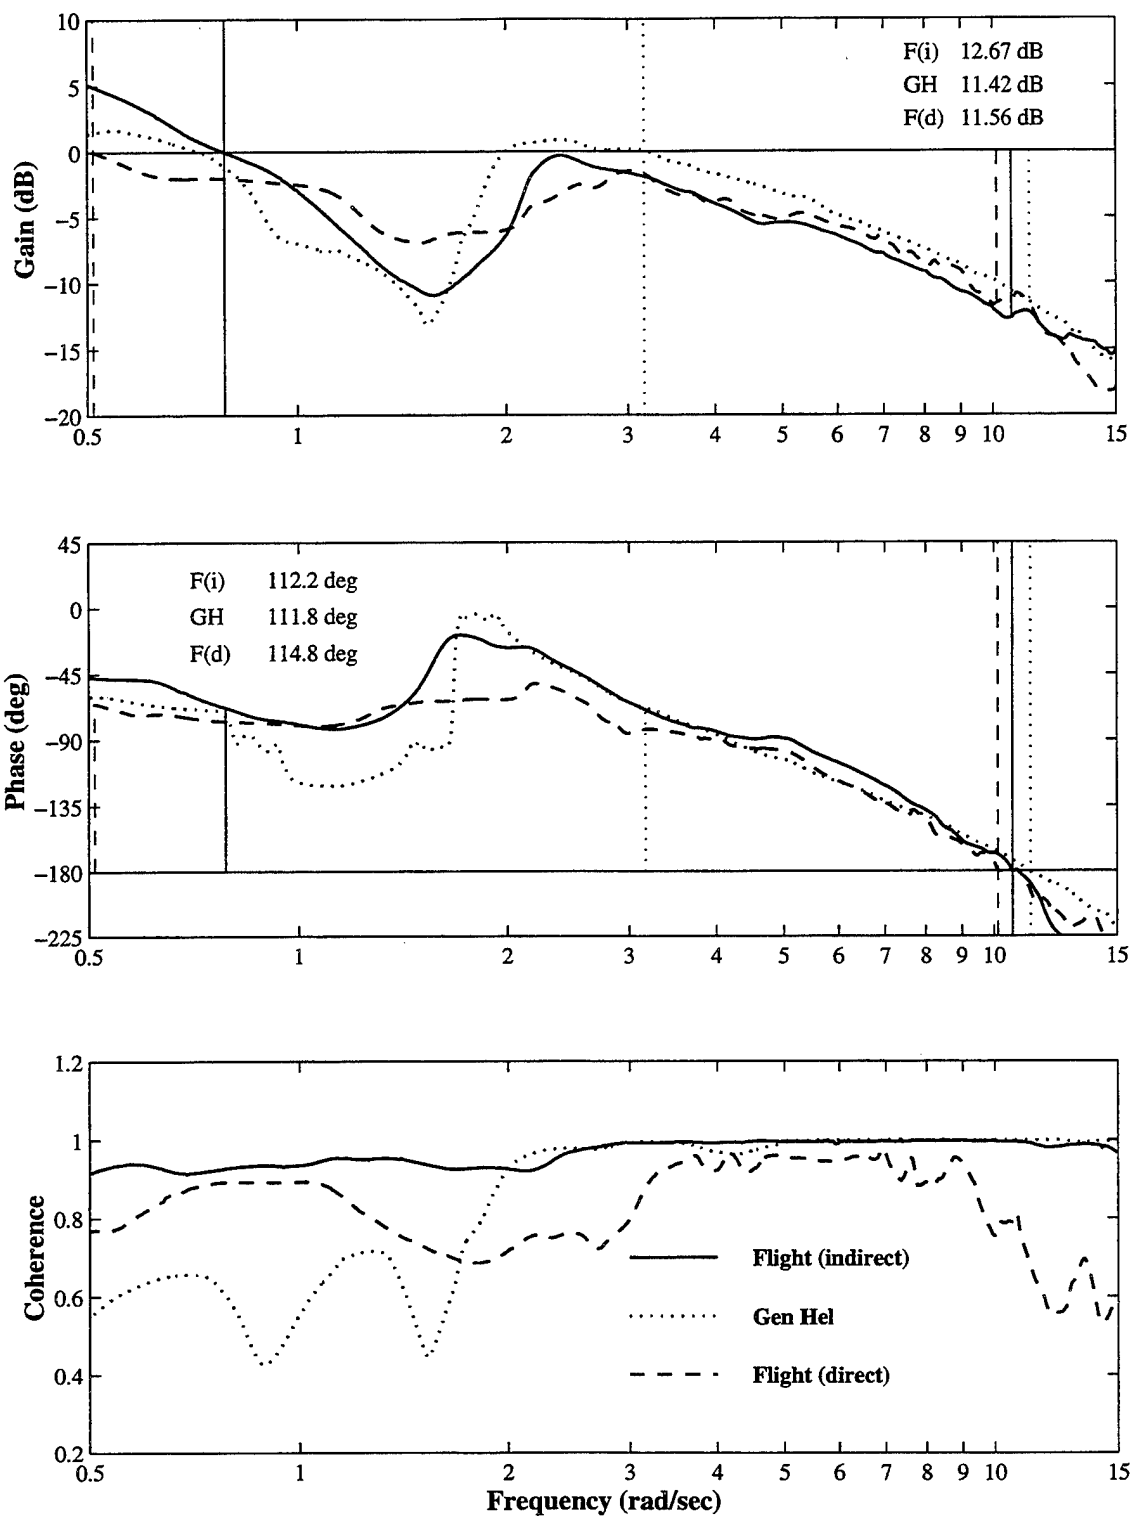 10
5
0
−5
−10
−15
−20
Gain (dB)
F(i) 12.67 dB
GH 11.42 dB
F(d) 11.56 dB
0.5 1 2 3 4 5 6 7 8 9 10 15
45
0
−45
−90
−135
−180
−225
Phase (deg)
F(i) 112.2 deg
GH 111.8 deg
F(d) 114.8 deg
0.5 1 2 3 4 5 6 7 8 9 10 15
1.2
1
0.8
0.6
0.4
0.2
Coherence
Flight (indirect)
Gen Hel
Flight (direct)
0.5 1 2 3 4 5 6 7 8 9 10 15
Frequency (rad/sec)